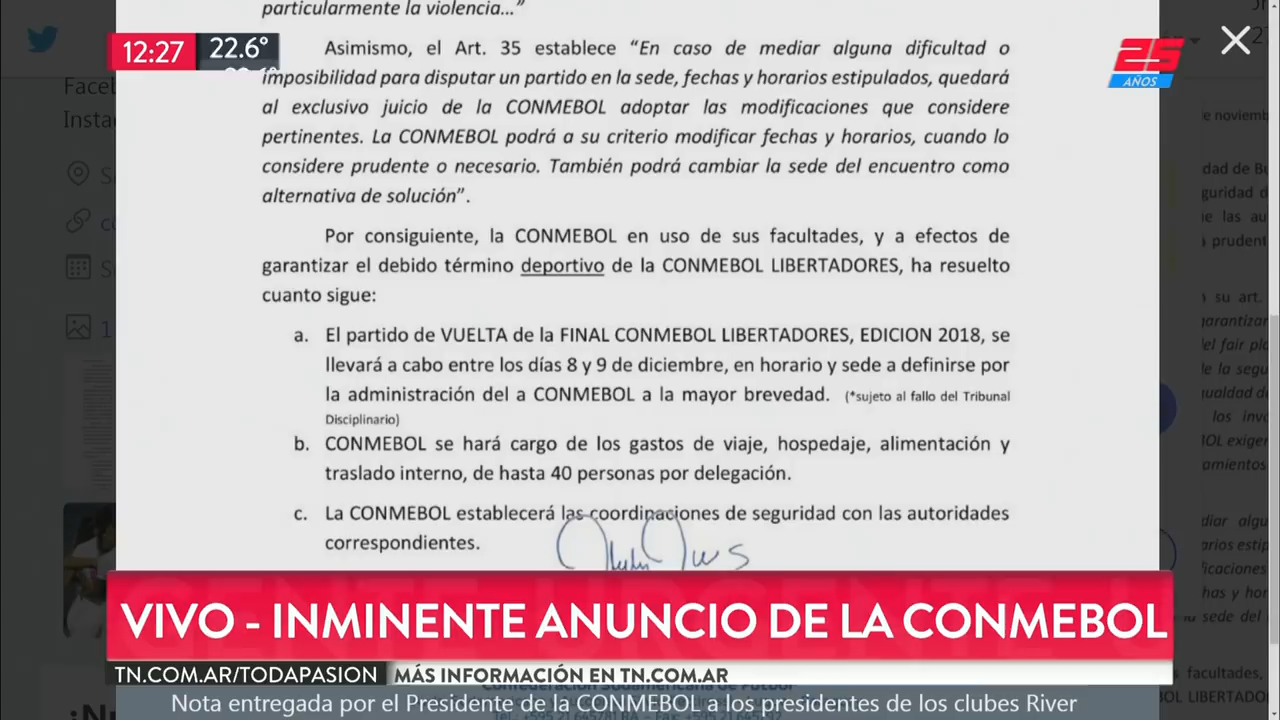 particularmente la violencia..."
12:27 22.6°
25
AÑOS
Asimismo, el Art. 35 establece "En caso de mediar alguna dificultad o
imposibilidad para disputar un partido en la sede, fechas y horarios estipulados, quedará
al exclusivo juicio de la CONMEBOL adoptar las modificaciones que considere
pertinentes. La CONMEBOL podrá a su criterio modificar fechas y horarios, cuando lo
considere prudente o necesario. También podrá cambiar la sede del encuentro como
alternativa de solución".
Por consiguiente, la CONMEBOL en uso de sus facultades, y a efectos de
garantizar el debido término deportivo de la CONMEBOL LIBERTADORES, ha resuelto
cuanto sigue:
a. El partido de VUELTA de la FINAL CONMEBOL LIBERTADORES, EDICION 2018, se
llevará a cabo entre los días 8 y 9 de diciembre, en horario y sede a definirse por
la administración del a CONMEBOL a la mayor brevedad. (*sujeto al fallo del Tribunal
Disciplinario)
b. CONMEBOL se hará cargo de los gastos de viaje, hospedaje, alimentación y
traslado interno, de hasta 40 personas por delegación.
c. La CONMEBOL establecerá las coordinaciones de seguridad con las autoridades
correspondientes.
VIVO - INMINENTE ANUNCIO DE LA CONMEBOL
TN.COM.AR/TODAPASION MÁS INFORMACIÓN EN TN.COM.AR
Nota entregada por el Presidente de la CONMEBOL a los presidentes de los clubes River